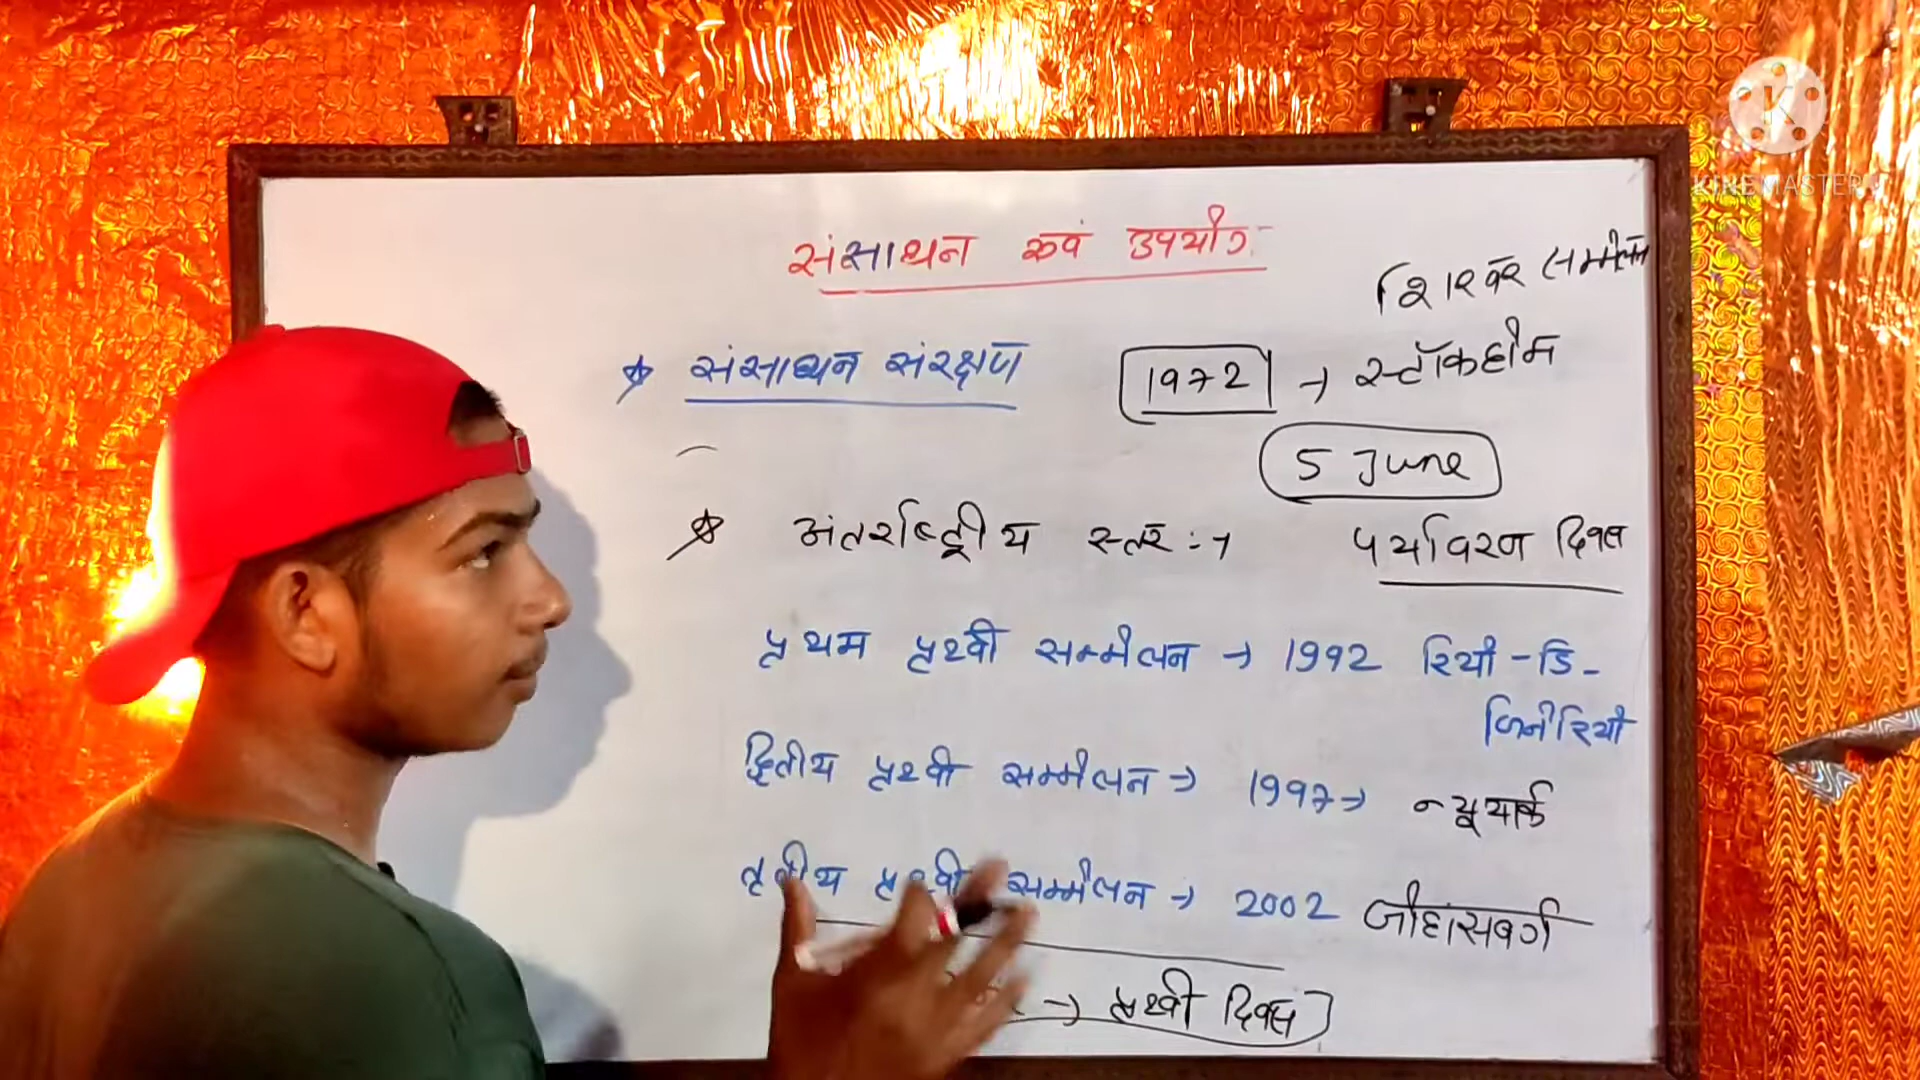 संसाधन एवं उपयोग
शिखर सम्मेलन
* संसाधन संरक्षण
1972 → स्टॉकहोम
5 June
* अंतर्राष्ट्रीय स्तर :→
पर्यावरण दिवस
प्रथम पृथ्वी सम्मेलन → 1992 रियो - डि -
जिनेरियो
द्वितीय पृथ्वी सम्मेलन → 1997 → न्यूयार्क
तृतीय पृथ्वी सम्मेलन → 2002 जोहांसबर्ग
→ पृथ्वी दिवस
K
KINEMASTER